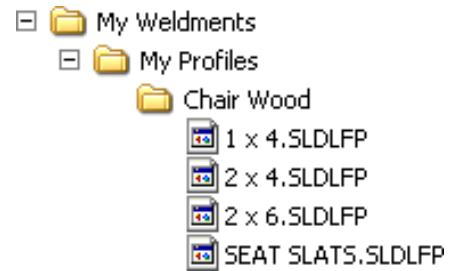 My Weldments
My Profiles
Chair Wood
1 x 4.SLDLFP
2 x 4.SLDLFP
2 x 6.SLDLFP
SEAT SLATS.SLDLFP